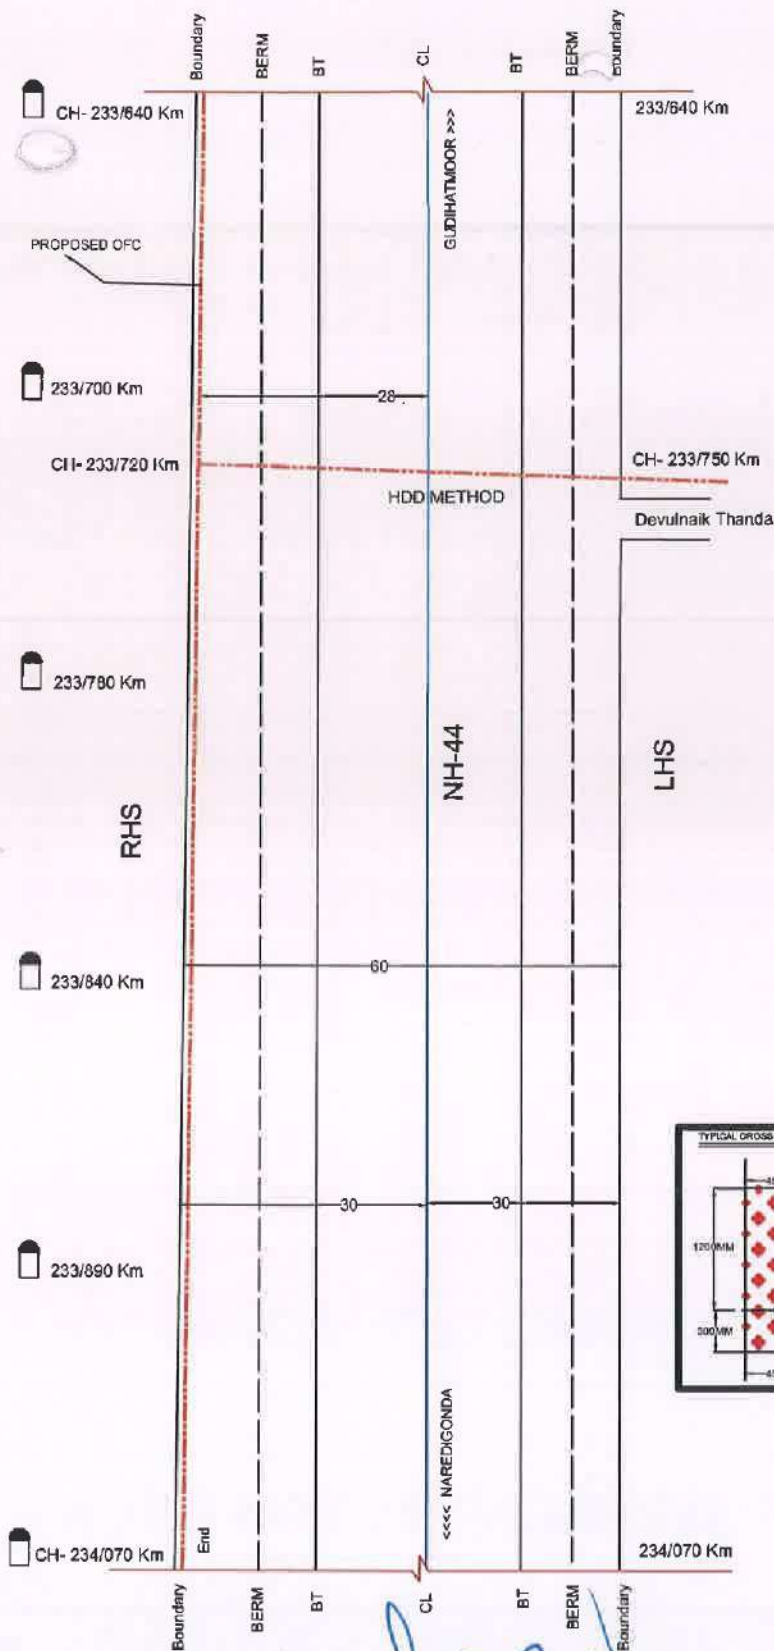 Boundary
BERM
BT
CL
BT
BERM
Boundary
CH- 233/640 Km
233/640 Km
GUDIHATMOOR >>>
PROPOSED OFC
233/700 Km
28
CH- 233/720 Km
CH- 233/750 Km
HDD METHOD
Devulnaik Thanda
233/780 Km
NH-44
LHS
RHS
60
233/840 Km
TYPICAL CROSS
1200MM
30
30
233/890 Km
300MM
<<<< NAREDIGONDA
End
CH- 234/070 Km
234/070 Km
Boundary
BERM
BT
CL
BT
BERM
Boundary